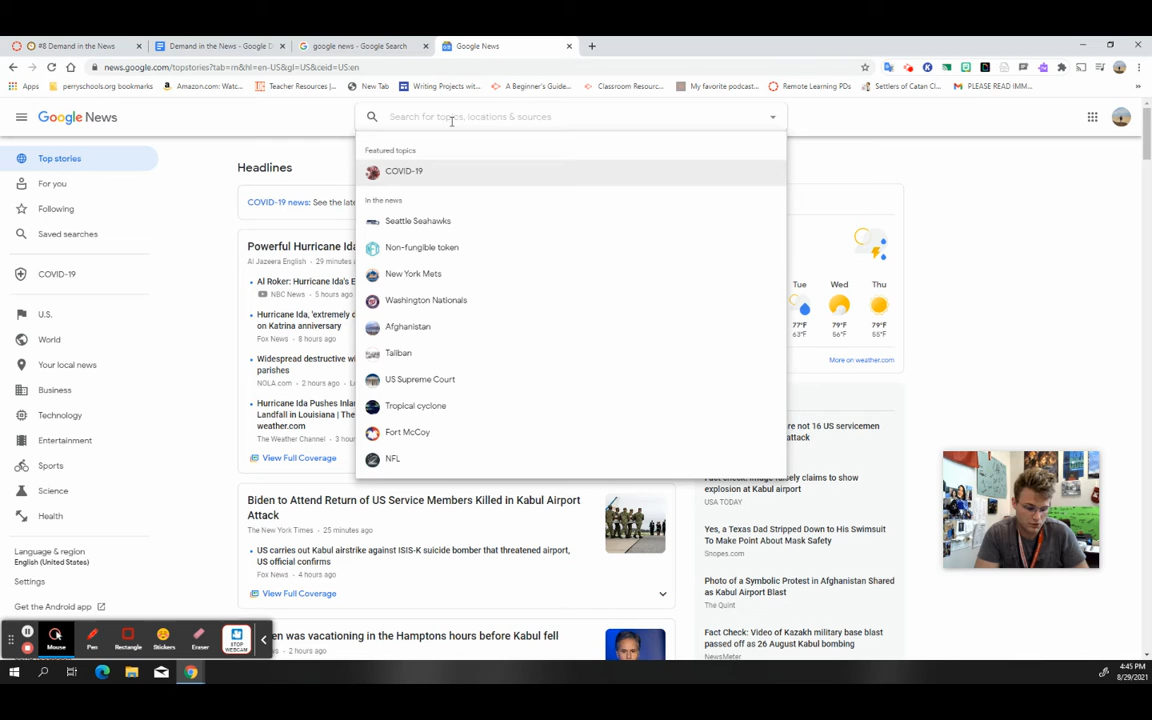 #8 Demand in the News
Demand in the News - Google D
google news - Google Search
Google News
news.google.com/topstories?tab=rn&hl=en-US&gl=US&ceid=US:en
Apps
perryschools.org bookmarks
Amazon.com: Watc...
Teacher Resources |...
New Tab
Writing Projects wit...
A Beginner's Guide...
Classroom Resourc...
My favorite podcast...
Remote Learning PDs
Settlers of Catan Cl...
PLEASE READ IMM...
Google News
Search for topics, locations & sources
Top stories
For you
Following
Saved searches
COVID-19
U.S.
World
Your local news
Business
Technology
Entertainment
Sports
Science
Health
Language & region
English (United States)
Settings
Get the Android app
Headlines
COVID-19 news: See the late
Powerful Hurricane Ida
Al Jazeera English • 29 minutes a
Al Roker: Hurricane Ida's E
NBC News • 5 hours ago
Hurricane Ida, 'extremely d
on Katrina anniversary
Fox News • 8 hours ago
Widespread destructive wi
parishes
NOLA.com • 2 hours ago
Hurricane Ida Pushes Inlan
Landfall in Louisiana | The
weather.com
The Weather Channel • 3 hours
View Full Coverage
Featured topics
COVID-19
In the news
Seattle Seahawks
Non-fungible token
New York Mets
Washington Nationals
Afghanistan
Taliban
US Supreme Court
Tropical cyclone
Fort McCoy
NFL
Biden to Attend Return of US Service Members Killed in Kabul Airport
Attack
The New York Times • 25 minutes ago
US carries out Kabul airstrike against ISIS-K suicide bomber that threatened airport,
US official confirms
Fox News • 4 hours ago
View Full Coverage
en was vacationing in the Hamptons hours before Kabul fell
s • 2 hours ago
Tue
Wed
Thu
77°F
79°F
79°F
63°F
56°F
55°F
More on weather.com
re not 16 US servicemen
attack
Fact check: Image falsely claims to show
explosion at Kabul airport
USA TODAY
Yes, a Texas Dad Stripped Down to His Swimsuit
To Make Point About Mask Safety
Snopes.com
Photo of a Symbolic Protest in Afghanistan Shared
as Kabul Airport Blast
The Quint
Fact Check: Video of Kazakh military base blast
passed off as 26 August Kabul bombing
NewsMeter
Mouse
Pen
Rectangle
Stickers
Eraser
STOP
WEBCAM
4:45 PM
8/29/2021